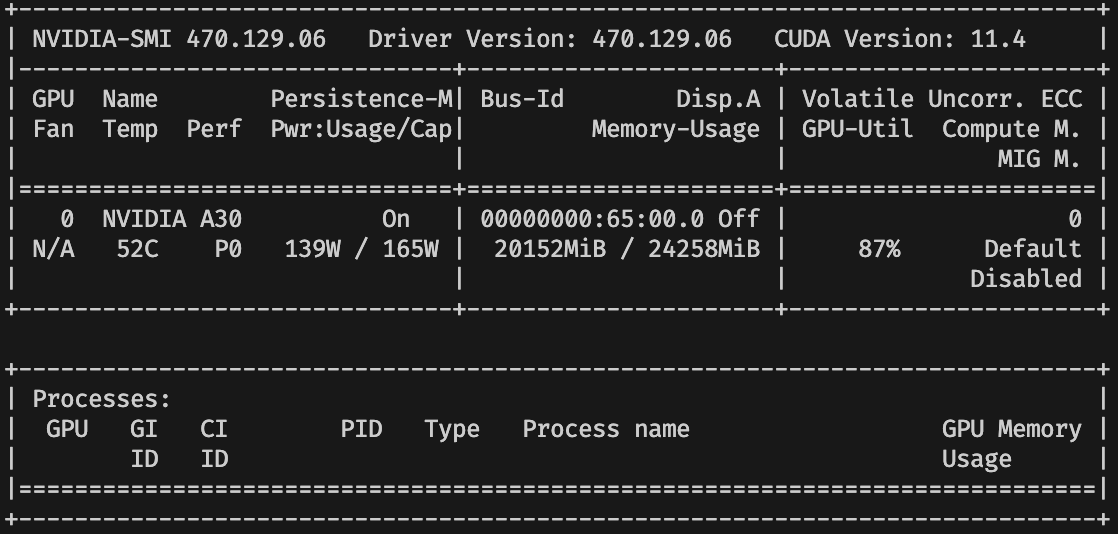 +-----------------------------------------------------------------------------+
| NVIDIA-SMI 470.129.06   Driver Version: 470.129.06   CUDA Version: 11.4     |
|-------------------------------+----------------------+----------------------+
| GPU  Name        Persistence-M| Bus-Id        Disp.A | Volatile Uncorr. ECC |
| Fan  Temp  Perf  Pwr:Usage/Cap|         Memory-Usage | GPU-Util  Compute M. |
|                               |                      |               MIG M. |
|===============================+======================+======================|
|   0  NVIDIA A30          On   | 00000000:65:00.0 Off |                    0 |
| N/A   52C    P0   139W / 165W |  20152MiB / 24258MiB |     87%      Default |
|                               |                      |             Disabled |
+-------------------------------+----------------------+----------------------+

+-----------------------------------------------------------------------------+
| Processes:                                                                  |
|  GPU   GI   CI        PID   Type   Process name                  GPU Memory |
|        ID   ID                                                   Usage      |
|=============================================================================|
+-----------------------------------------------------------------------------+